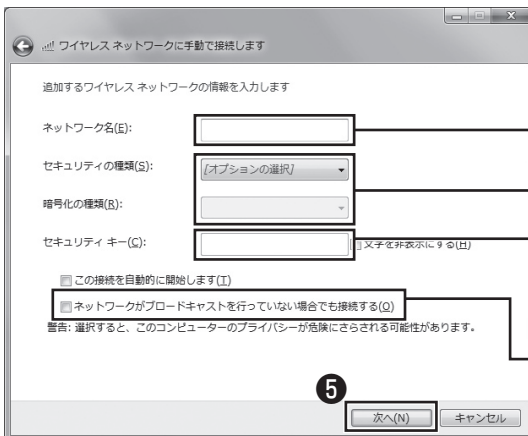 ワイヤレス ネットワークに手動で接続します
追加するワイヤレス ネットワークの情報を入力します
ネットワーク名(E):
セキュリティの種類(S):
[オプションの選択]
暗号化の種類(R):
セキュリティ キー(C):
文字を非表示にする(H)
この接続を自動的に開始します(T)
ネットワークがブロードキャストを行っていない場合でも接続する(O)
警告: 選択すると、このコンピューターのプライバシーが危険にさらされる可能性があります。
❺
次へ(N) キャンセル